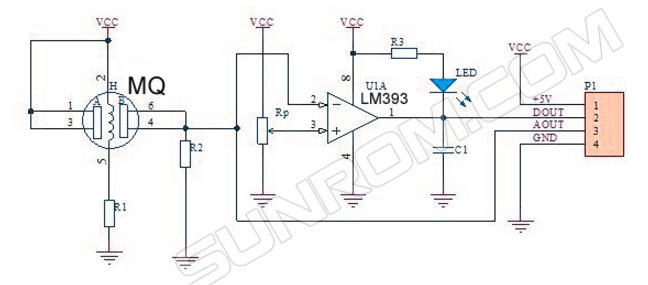 VCC
VCC
VCC
R3
2
H
MQ
8
U1A
LED
VCC
P1
1
A
B
6
2
LM393
+5V
1
3
4
Rp
3
1
DOUT
2
AOUT
3
5
R2
4
C1
GND
4
R1
SUNROM.COM